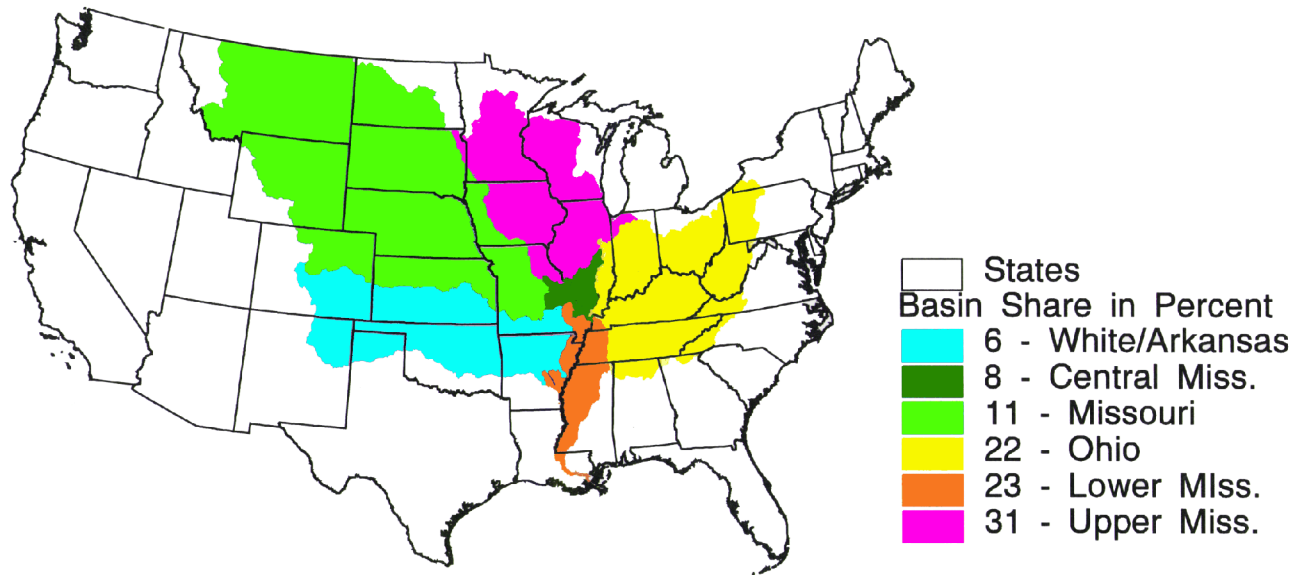 States
Basin Share in Percent
6 - White/Arkansas
8 - Central Miss.
11 - Missouri
22 - Ohio
23 - Lower MIss.
31 - Upper Miss.